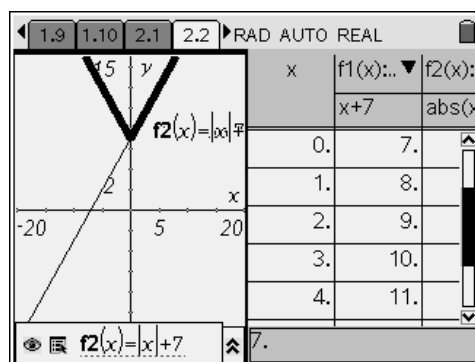 1.9 1.10 2.1 2.2 RAD AUTO REAL
15 y
f2(x)=|x|+7
2
x
-20 5 20
f2(x)=|x|+7
x f1(x):.. ▼ f2(x):
x+7 abs(x
0. 7.
1. 8.
2. 9.
3. 10.
4. 11.
7.